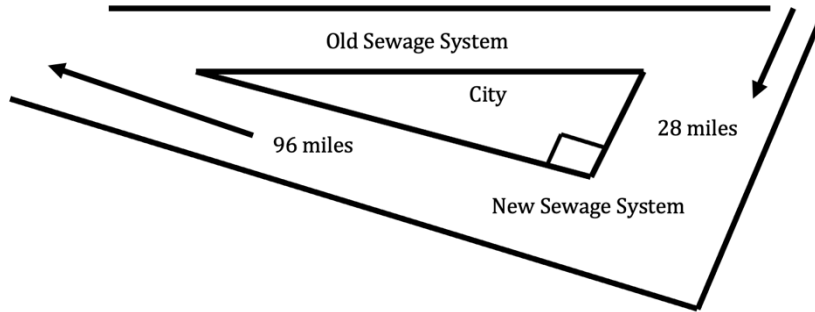 Old Sewage System
City
28 miles
96 miles
New Sewage System